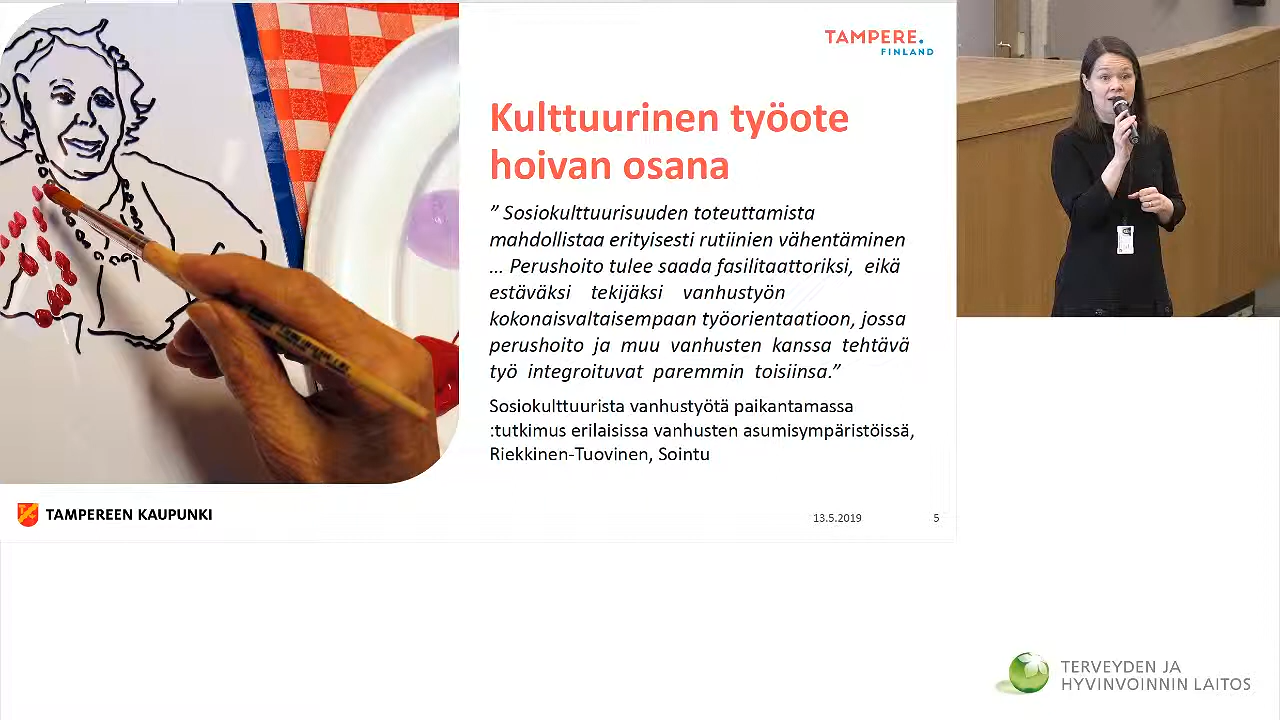 TAMPERE.
FINLAND
Kulttuurinen työote
hoivan osana
” Sosiokulttuurisuuden toteuttamista
mahdollistaa erityisesti rutiinien vähentäminen
… Perushoito tulee saada fasilitaattoriksi, eikä
estäväksi tekijäksi vanhustyön
kokonaisvaltaisempaan työorientaatioon, jossa
perushoito ja muu vanhusten kanssa tehtävä
työ integroituvat paremmin toisiinsa.”
Sosiokulttuurista vanhustyötä paikantamassa
:tutkimus erilaisissa vanhusten asumisympäristöissä,
Riekkinen-Tuovinen, Sointu
TAMPEREEN KAUPUNKI
13.5.2019
5
TERVEYDEN JA
HYVINVOINNIN LAITOS